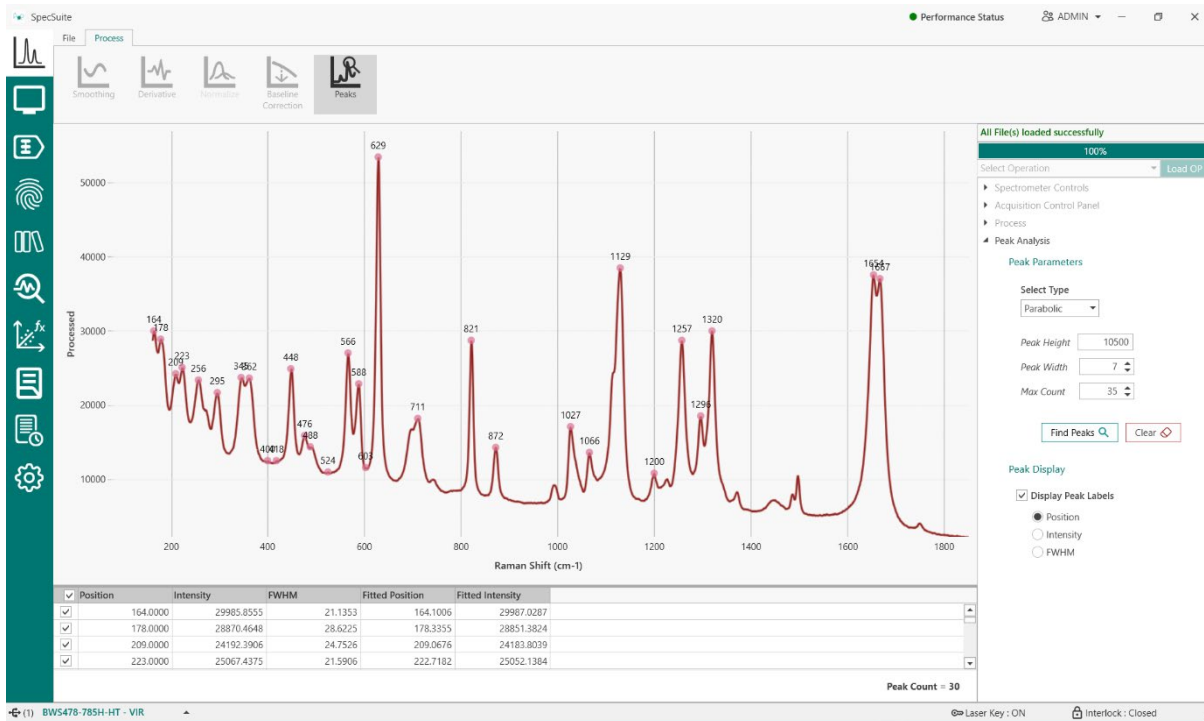 SpecSuite
Performance Status
ADMIN
File Process
Smoothing Derivative Normalize Baseline Correction Peaks
All File(s) loaded successfully
100%
Select Operation Load OP
Spectrometer Controls
Acquisition Control Panel
Process
Peak Analysis
Peak Parameters
Select Type
Parabolic
Peak Height 10500
Peak Width 7
Max Count 35
Find Peaks Clear
Peak Display
Display Peak Labels
Position
Intensity
FWHM
Processed
50000
40000
30000
20000
10000
164 178 209 223 256 295 345 362 448 476 488 524 566 588 603 629 711 821 872 1027 1066 1129 1200 1257 1296 1320 1654 1667
418
200 400 600 800 1000 1200 1400 1600 1800
Raman Shift (cm-1)
Position Intensity FWHM Fitted Position Fitted Intensity
164.0000 29985.8555 21.1353 164.1006 29987.0287
178.0000 28870.4648 28.6225 178.3355 28851.3824
209.0000 24192.3906 24.7526 209.0676 24183.8039
223.0000 25067.4375 21.5906 222.7182 25052.1384
Peak Count = 30
(1) BWS478-785H-HT - VIR
Laser Key : ON
Interlock : Closed